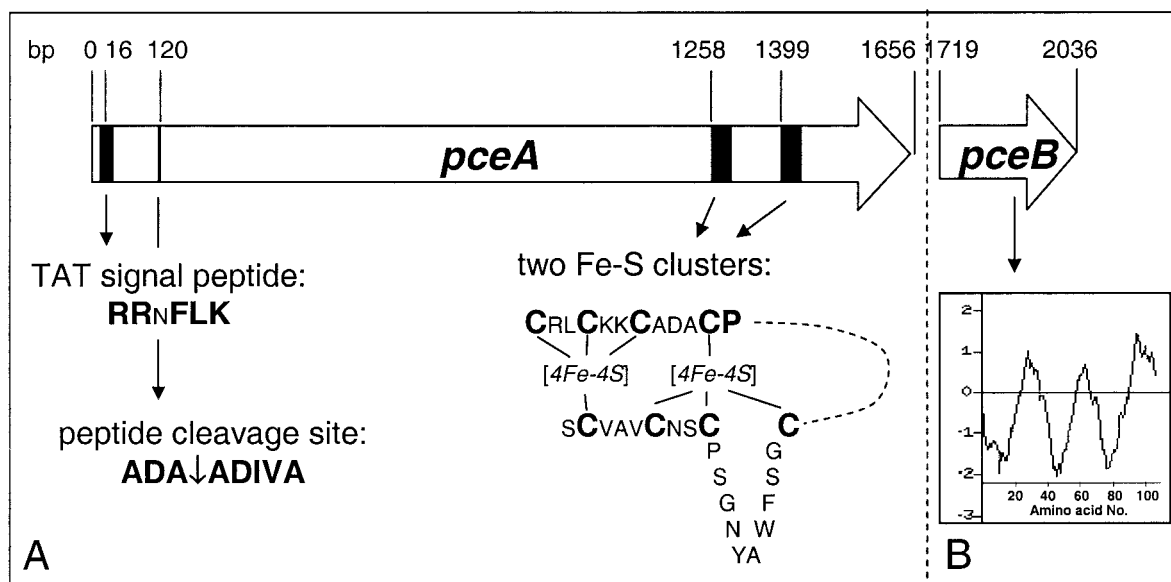 bp 0 16 120 1258 1399 1656 1719 2036
pceA
pceB
TAT signal peptide:
RRNFLK
peptide cleavage site:
ADA↓ADIVA
two Fe-S clusters:
CRLCKKCADACP
[4Fe-4S] [4Fe-4S]
SCVAVCNSC C
P G
S S
G F
N W
YA
A
2
1
0
-1
-2
-3
20 40 60 80 100
Amino acid No.
B